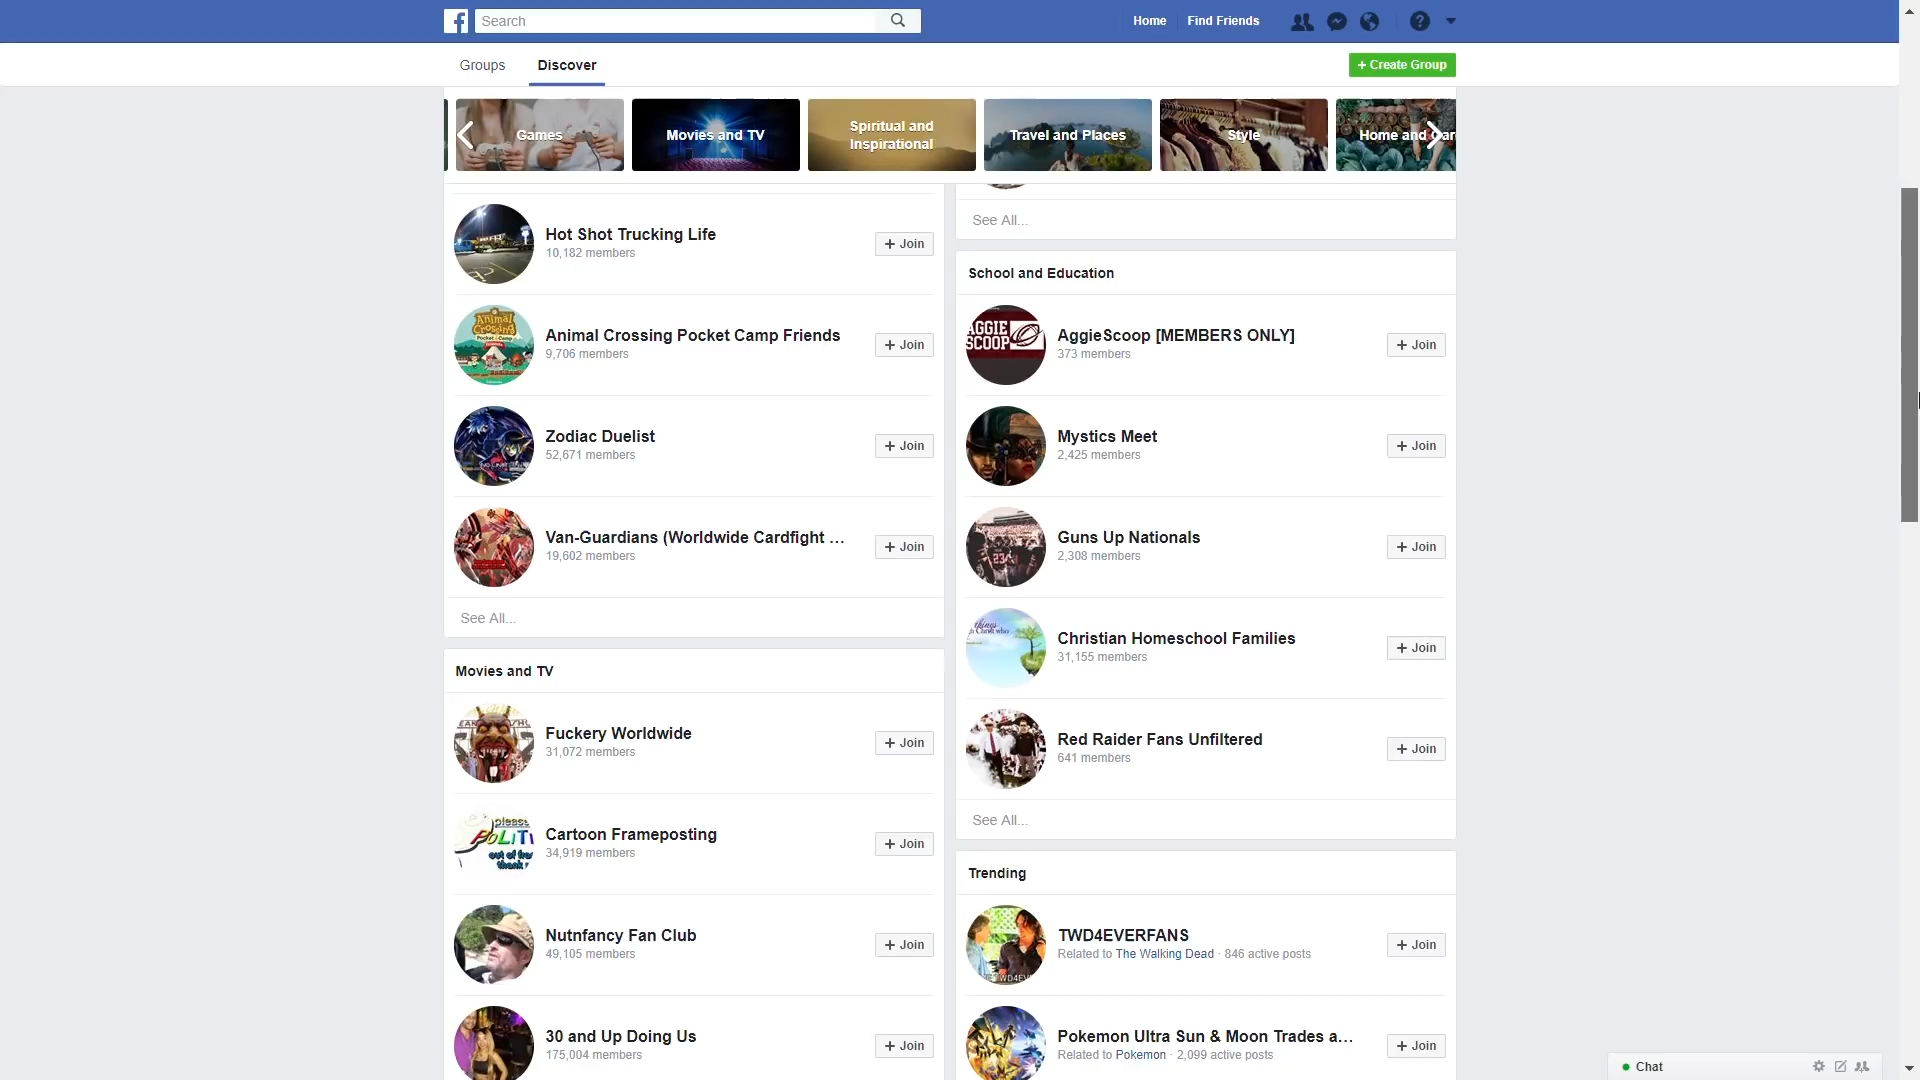 Search
Home
Find Friends
Groups
Discover
+ Create Group
Games
Movies and TV
Spiritual and
Inspirational
Travel and Places
Style
Home and Gar
Hot Shot Trucking Life
10,182 members
+ Join
Animal Crossing Pocket Camp Friends
9,706 members
+ Join
Zodiac Duelist
52,671 members
+ Join
Van-Guardians (Worldwide Cardfight ...
19,602 members
+ Join
See All...
Movies and TV
Fuckery Worldwide
31,072 members
+ Join
Cartoon Frameposting
34,919 members
+ Join
Nutnfancy Fan Club
49,105 members
+ Join
30 and Up Doing Us
175,004 members
+ Join
See All...
School and Education
AGGIE
SCOOP
AggieScoop [MEMBERS ONLY]
373 members
+ Join
Mystics Meet
2,425 members
+ Join
Guns Up Nationals
2,308 members
+ Join
Christian Homeschool Families
31,155 members
+ Join
Red Raider Fans Unfiltered
641 members
+ Join
See All...
Trending
TWD4EVERFANS
Related to The Walking Dead · 846 active posts
+ Join
Pokemon Ultra Sun & Moon Trades a...
Related to Pokemon · 2,099 active posts
+ Join
Chat